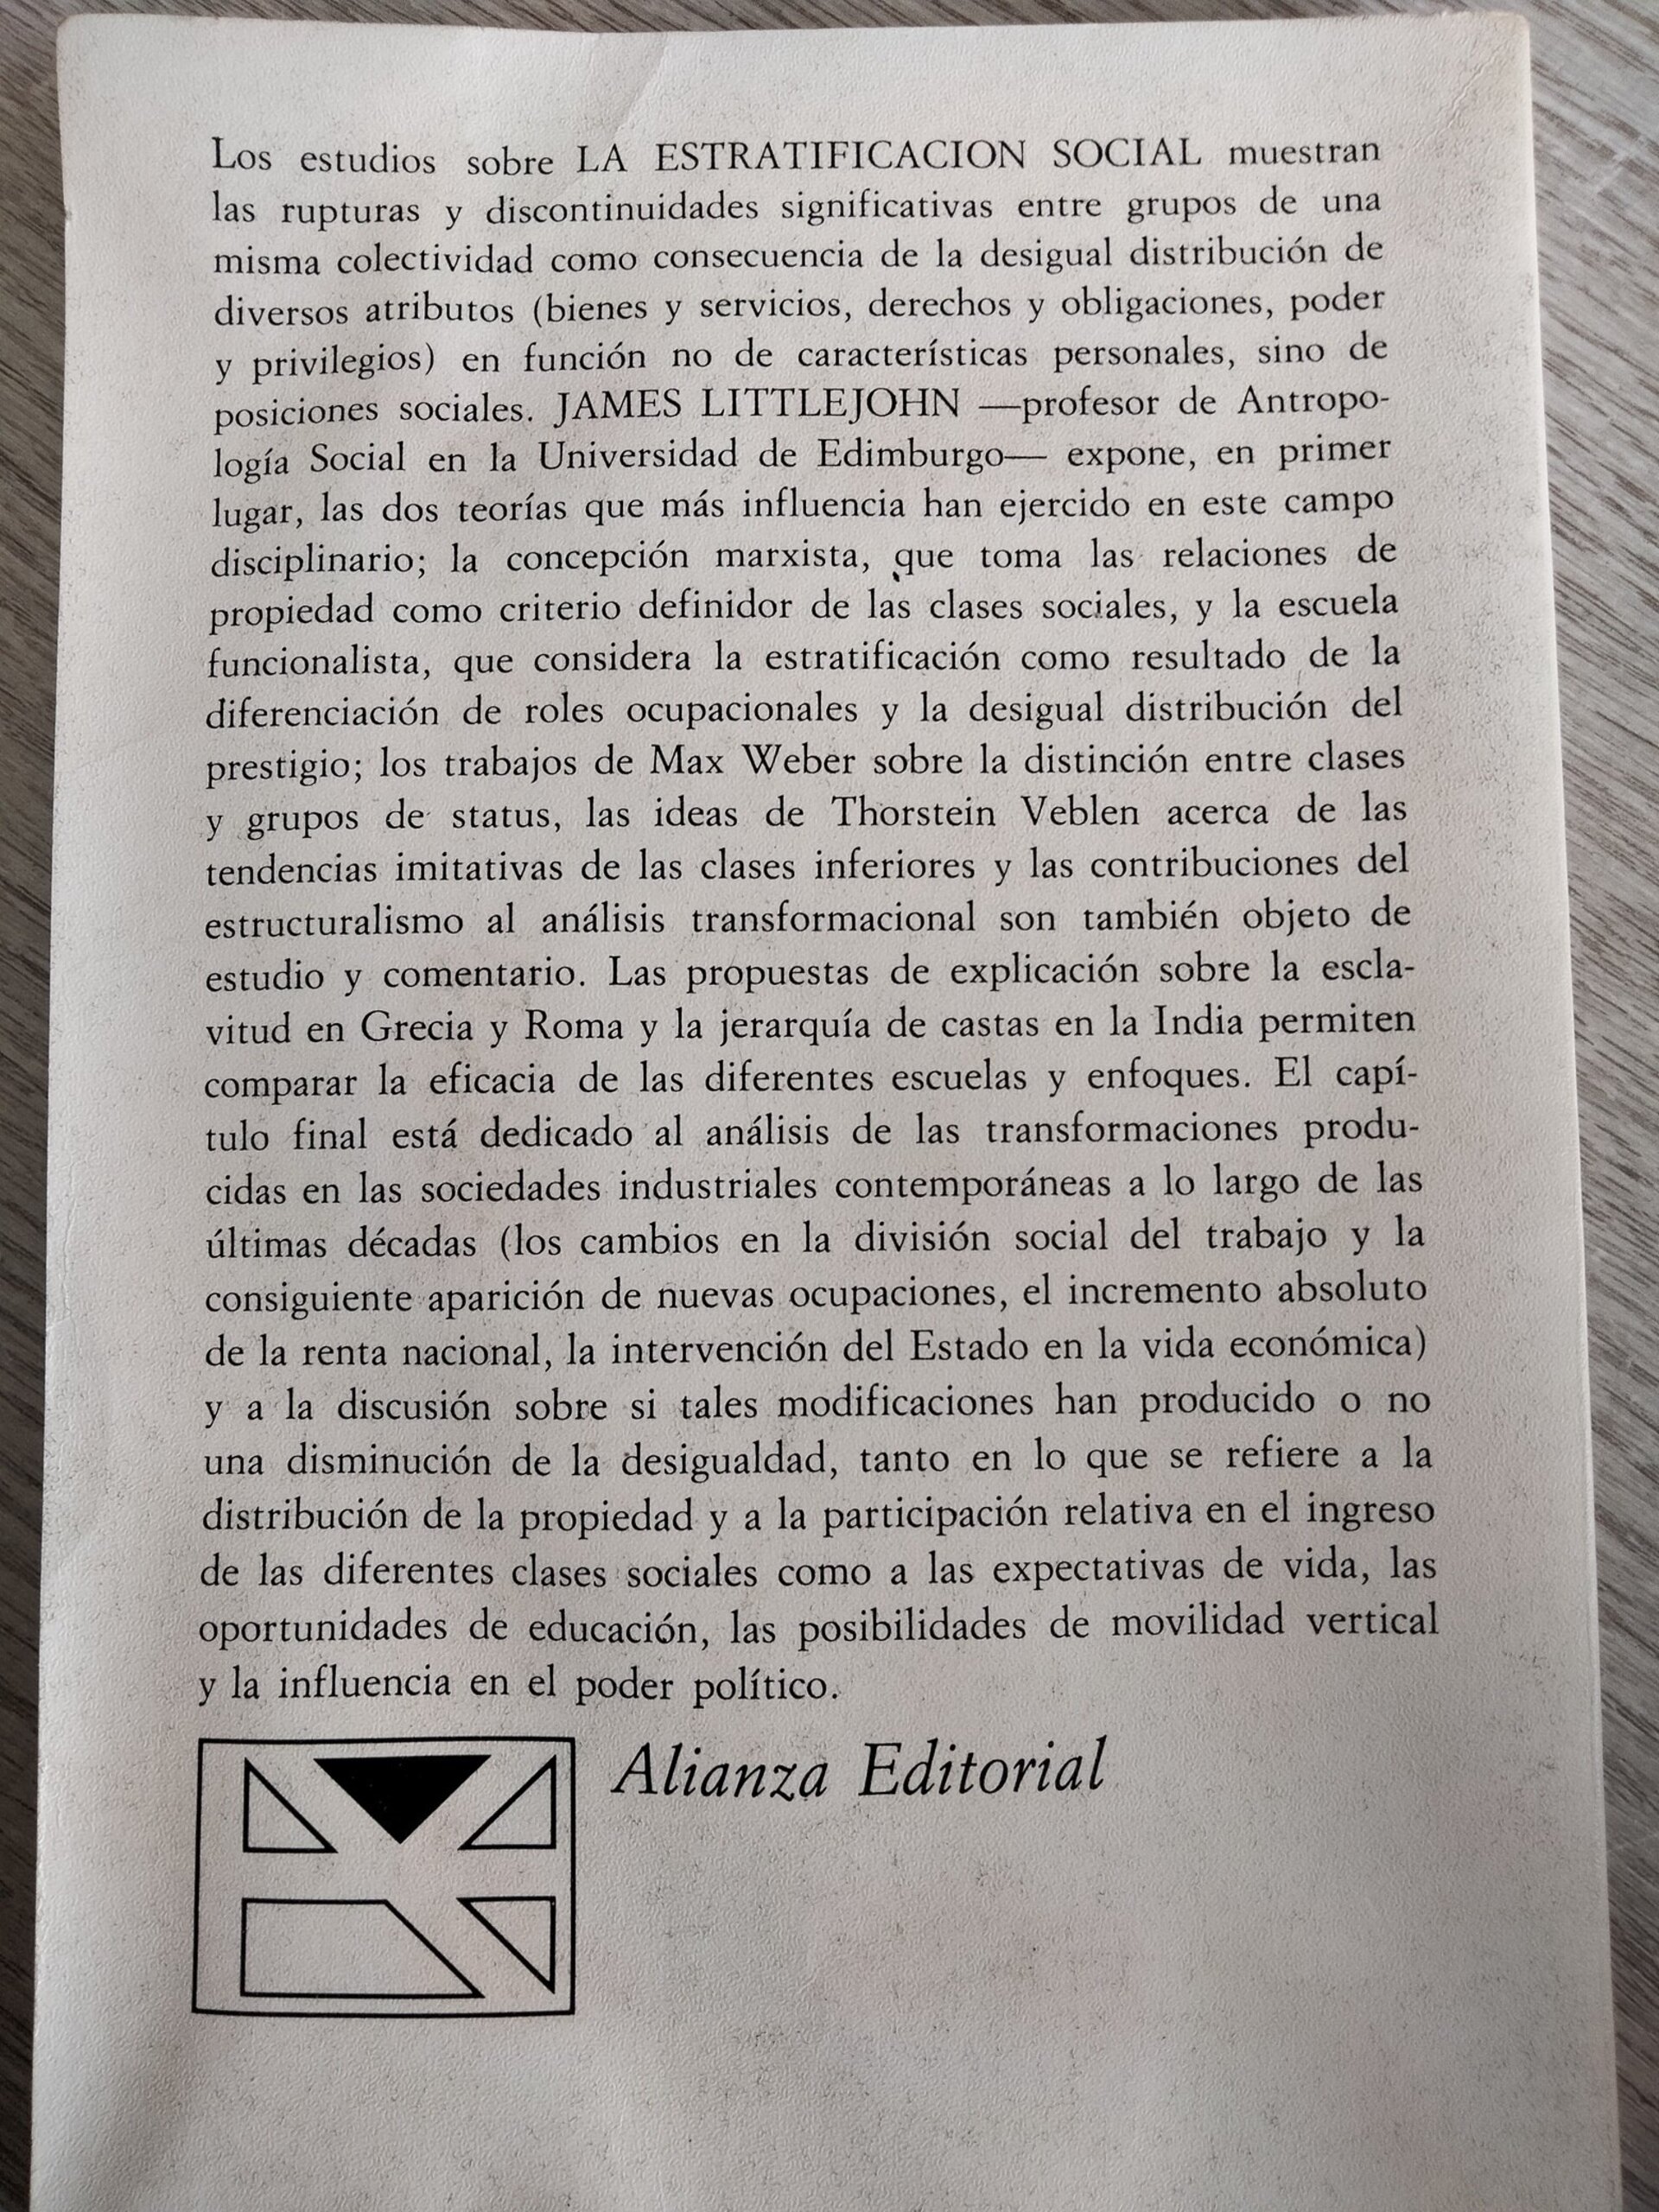 Los estudios sobre LA ESTRATIFICACION SOCIAL muestran
las rupturas y discontinuidades significativas entre grupos de una
misma colectividad como consecuencia de la desigual distribución de
diversos atributos (bienes y servicios, derechos y obligaciones, poder
y privilegios) en función no de características personales, sino de
posiciones sociales. JAMES LITTLEJOHN —profesor de Antropo-
logía Social en la Universidad de Edimburgo— expone, en primer
lugar, las dos teorías que más influencia han ejercido en este campo
disciplinario; la concepción marxista, que toma las relaciones de
propiedad como criterio definidor de las clases sociales, y la escuela
funcionalista, que considera la estratificación como resultado de la
diferenciación de roles ocupacionales y la desigual distribución del
prestigio; los trabajos de Max Weber sobre la distinción entre clases
y grupos de status, las ideas de Thorstein Veblen acerca de las
tendencias imitativas de las clases inferiores y las contribuciones del
estructuralismo al análisis transformacional son también objeto de
estudio y comentario. Las propuestas de explicación sobre la escla-
vitud en Grecia y Roma y la jerarquía de castas en la India permiten
comparar la eficacia de las diferentes escuelas y enfoques. El capí-
tulo final está dedicado al análisis de las transformaciones produ-
cidas en las sociedades industriales contemporáneas a lo largo de las
últimas décadas (los cambios en la división social del trabajo y la
consiguiente aparición de nuevas ocupaciones, el incremento absoluto
de la renta nacional, la intervención del Estado en la vida económica)
y a la discusión sobre si tales modificaciones han producido o no
una disminución de la desigualdad, tanto en lo que se refiere a la
distribución de la propiedad y a la participación relativa en el ingreso
de las diferentes clases sociales como a las expectativas de vida, las
oportunidades de educación, las posibilidades de movilidad vertical
y la influencia en el poder político.
Alianza Editorial